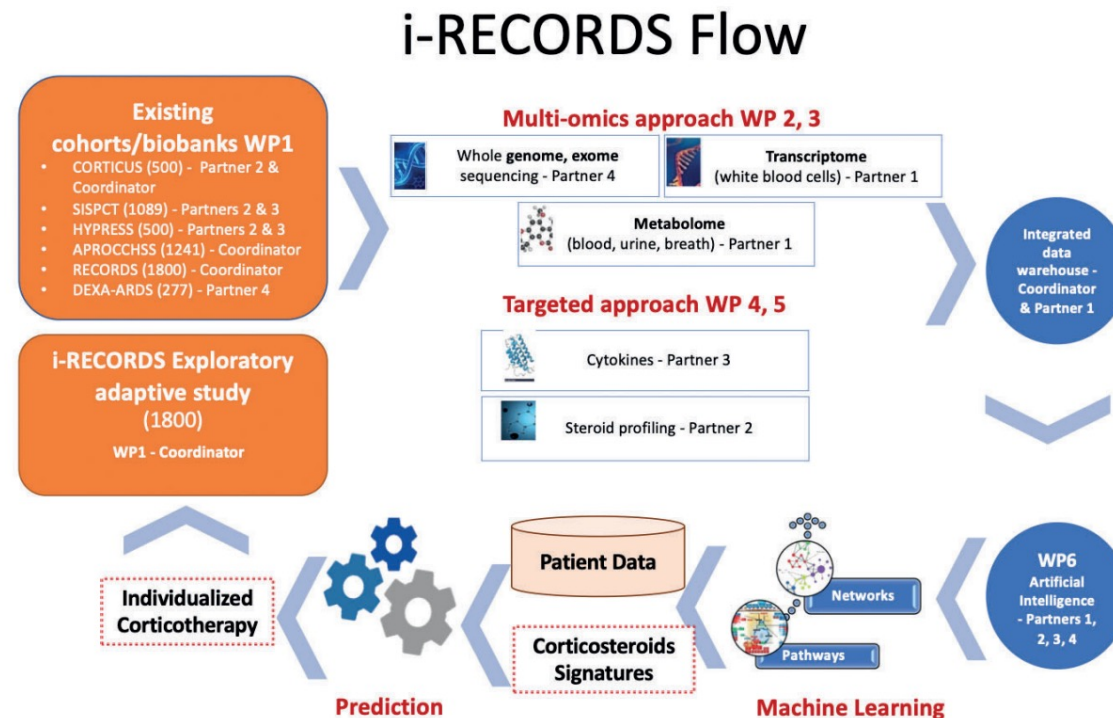 i-RECORDS Flow
Existing
cohorts/biobanks WP1
• CORTICUS (500) - Partner 2 &
Coordinator
• SISPCT (1089) - Partners 2 & 3
• HYPRESS (500) - Partners 2 & 3
• APROCCHSS (1241) - Coordinator
• RECORDS (1800) - Coordinator
• DEXA-ARDS (277) - Partner 4
i-RECORDS Exploratory
adaptive study
(1800)
WP1 - Coordinator
Multi-omics approach WP 2, 3
Whole genome, exome
sequencing - Partner 4
Transcriptome
(white blood cells) - Partner 1
Metabolome
(blood, urine, breath) - Partner 1
Targeted approach WP 4, 5
Cytokines - Partner 3
Steroid profiling - Partner 2
Integrated
data
warehouse -
Coordinator
& Partner 1
WP6
Artificial
Intelligence
- Partners 1,
2, 3, 4
Networks
Pathways
Machine Learning
Patient Data
Corticosteroids
Signatures
Prediction
Individualized
Corticotherapy